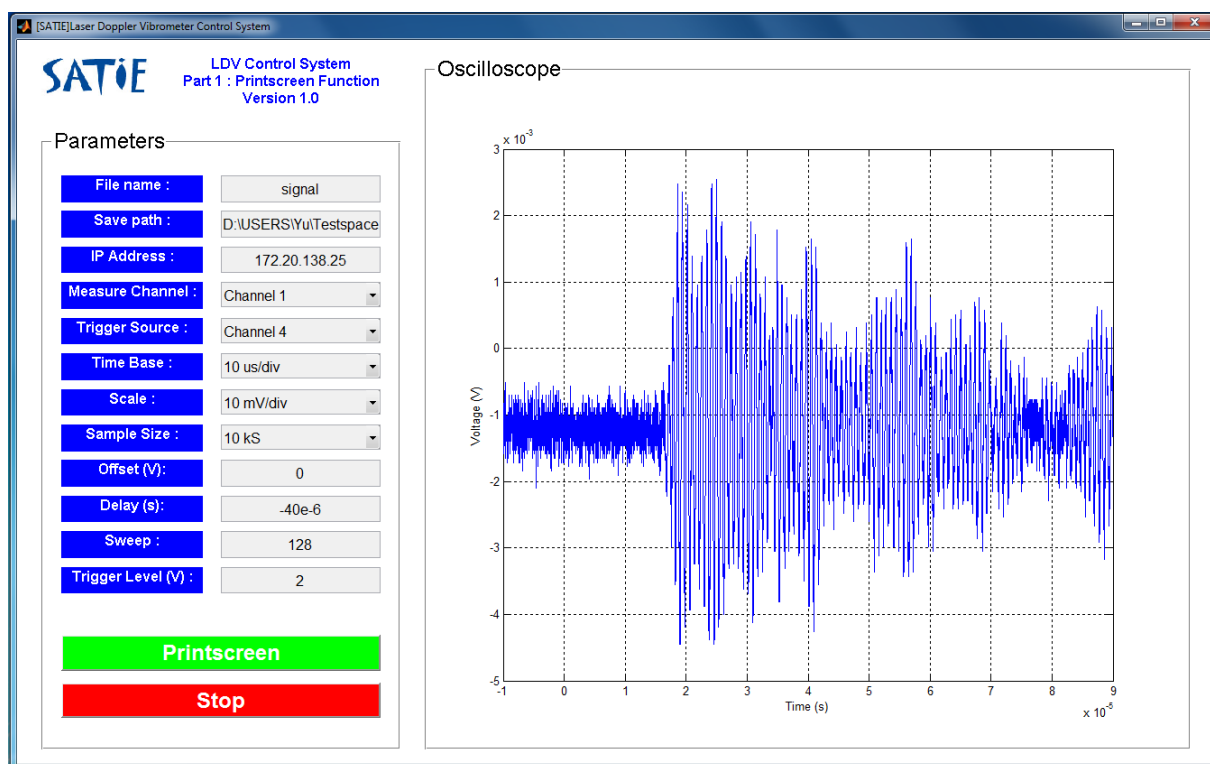 [SATIE]Laser Doppler Vibrometer Control System
SATiE
LDV Control System
Part 1 : Printscreen Function
Version 1.0
Parameters
File name :
signal
Save path :
D:\USERS\Yu\Testspace
IP Address :
172.20.138.25
Measure Channel :
Channel 1
Trigger Source :
Channel 4
Time Base :
10 us/div
Scale :
10 mV/div
Sample Size :
10 kS
Offset (V):
0
Delay (s):
-40e-6
Sweep :
128
Trigger Level (V) :
2
Printscreen
Stop
Oscilloscope
x 10-3
3
2
1
0
-1
-2
-3
-4
-5
Voltage (V)
-1 0 1 2 3 4 5 6 7 8 9
Time (s)
x 10-5